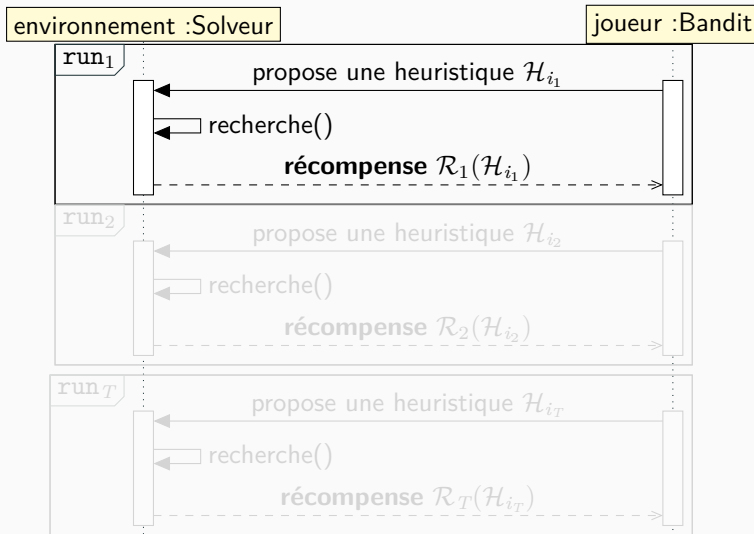 environnement :Solveur
joueur :Bandit
run₁
propose une heuristique ℋ_{i₁}
recherche()
récompense ℛ₁(ℋ_{i₁})
run₂
propose une heuristique ℋ_{i₂}
recherche()
récompense ℛ₂(ℋ_{i₂})
run_T
propose une heuristique ℋ_{i_T}
recherche()
récompense ℛ_T(ℋ_{i_T})